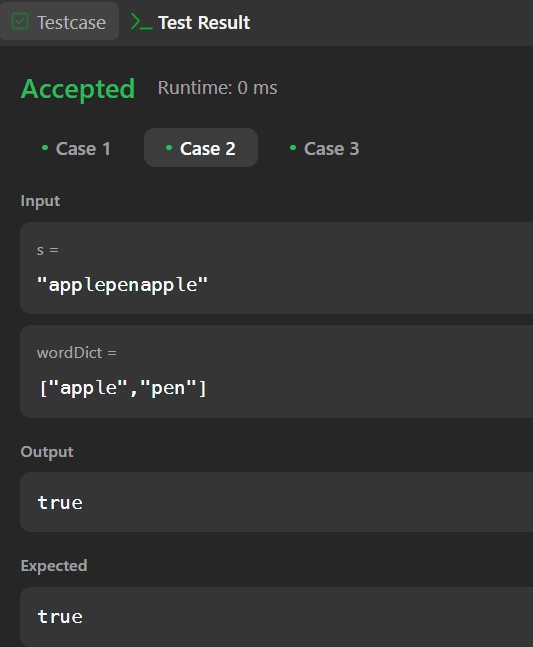 Testcase Test Result
Accepted Runtime: 0 ms
Case 1 Case 2 Case 3
Input
s =
"applepenapple"
wordDict =
["apple","pen"]
Output
true
Expected
true